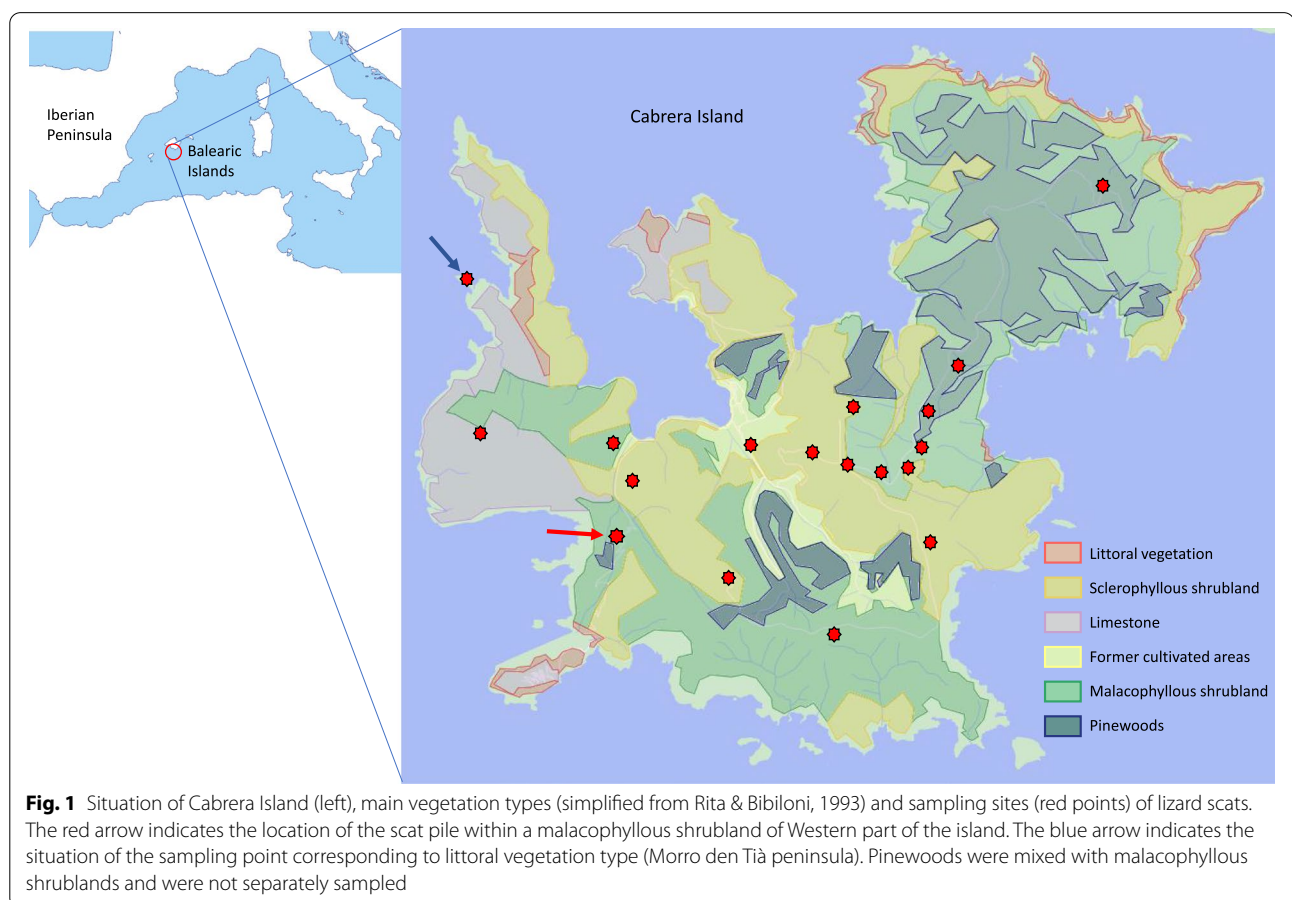 Iberian
Peninsula
Balearic
Islands
Cabrera Island
Littoral vegetation
Sclerophyllous shrubland
Limestone
Former cultivated areas
Malacophyllous shrubland
Pinewoods
Fig. 1 Situation of Cabrera Island (left), main vegetation types (simplified from Rita & Bibiloni, 1993) and sampling sites (red points) of lizard scats.
The red arrow indicates the location of the scat pile within a malacophyllous shrubland of Western part of the island. The blue arrow indicates the
situation of the sampling point corresponding to littoral vegetation type (Morro den Tià peninsula). Pinewoods were mixed with malacophyllous
shrublands and were not separately sampled